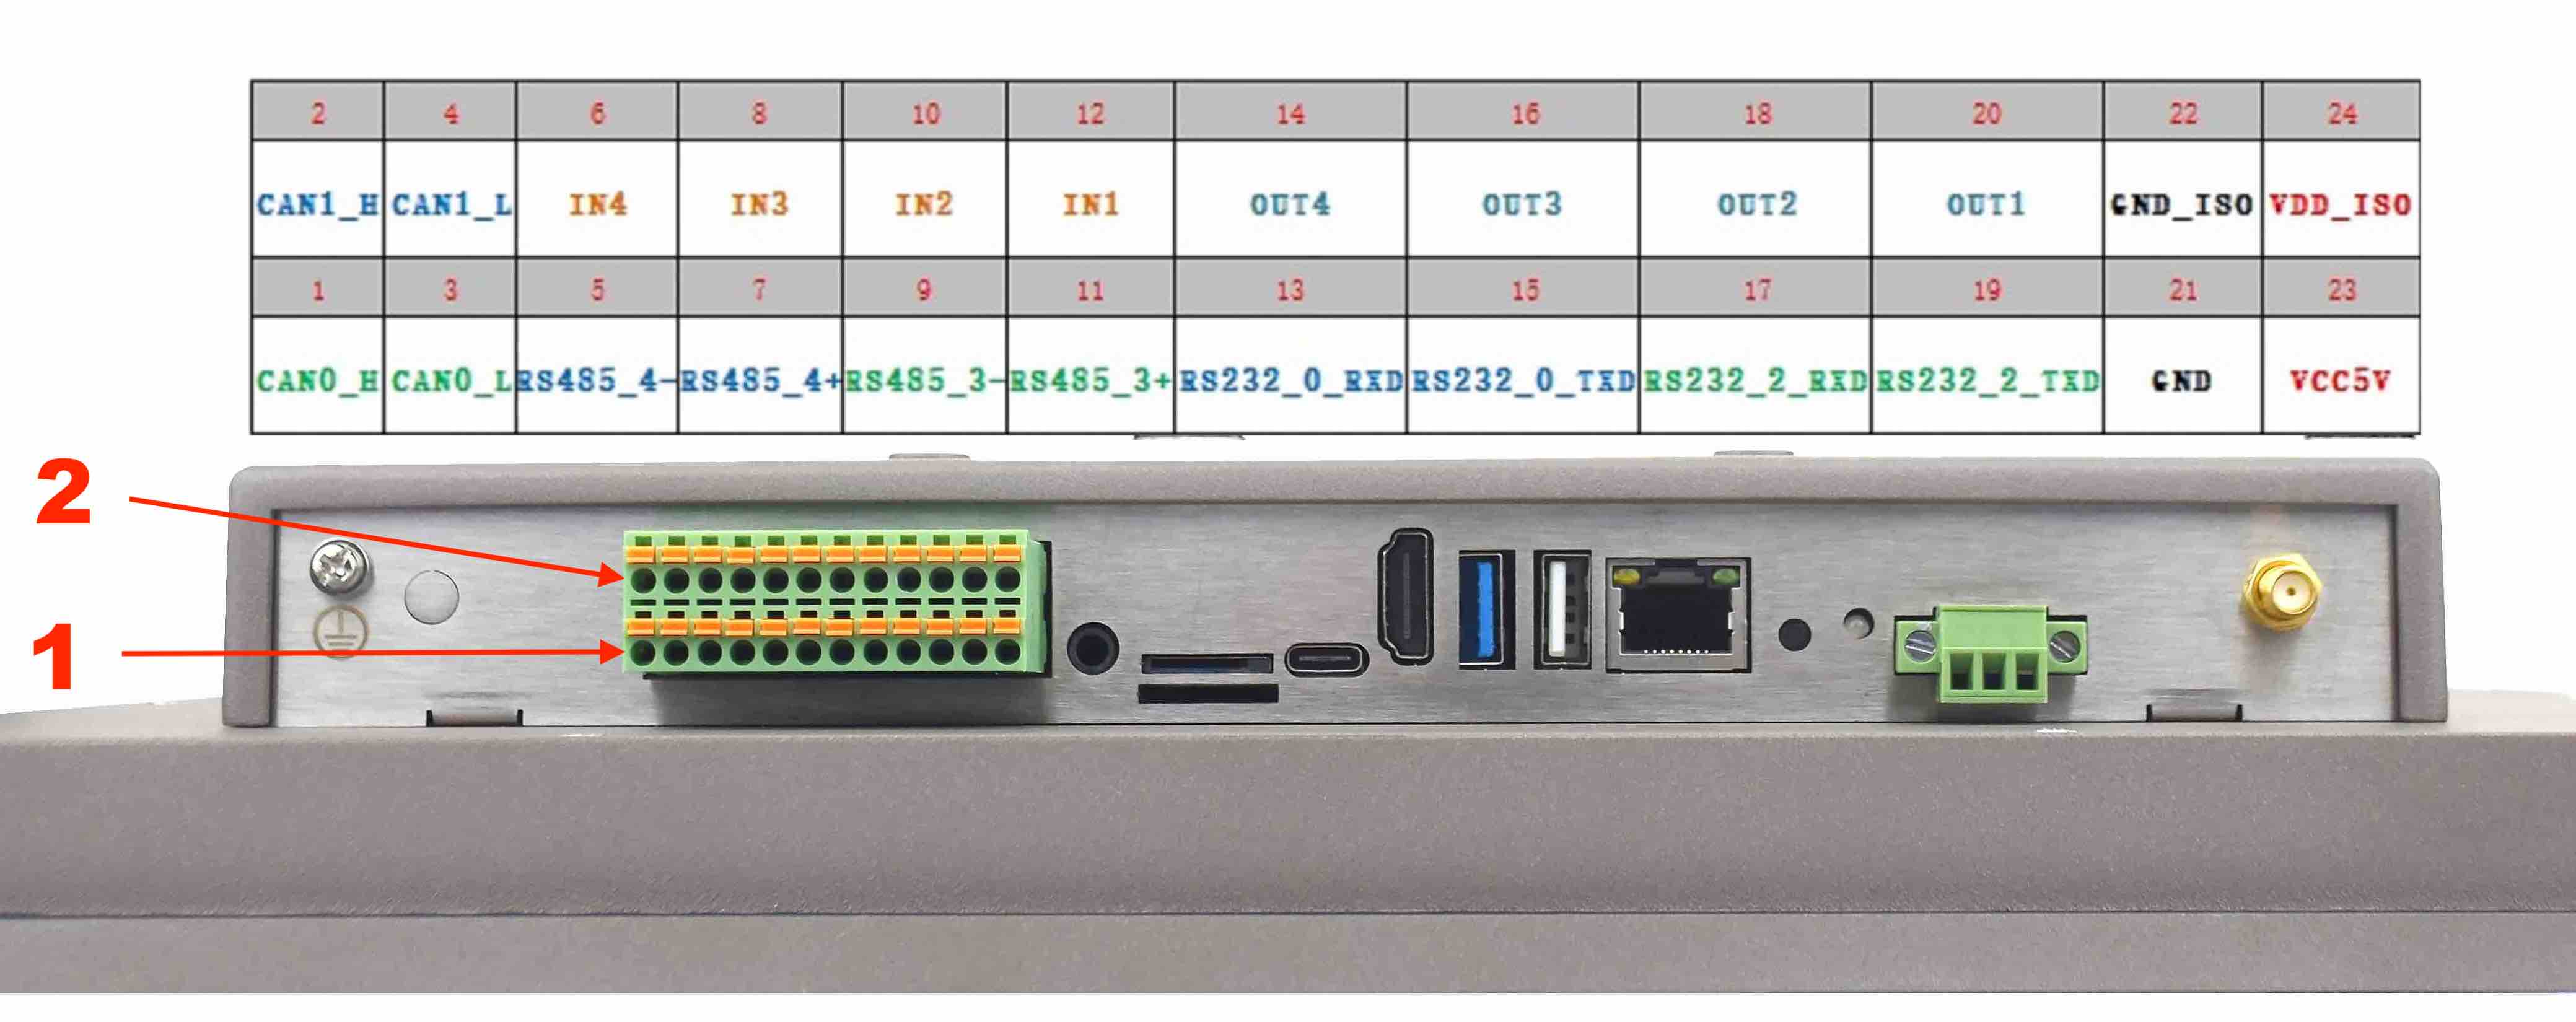 2 4 6 8 10 12 14 16 18 20 22 24
CAN1_H CAN1_L IN4 IN3 IN2 IN1 OUT4 OUT3 OUT2 OUT1 GND_ISO VDD_ISO
1 3 5 7 9 11 13 15 17 19 21 23
CAN0_H CAN0_L RS485_4- RS485_4+ RS485_3- RS485_3+ RS232_0_RXD RS232_0_TXD RS232_2_RXD RS232_2_TXD GND VCC5V
2
1